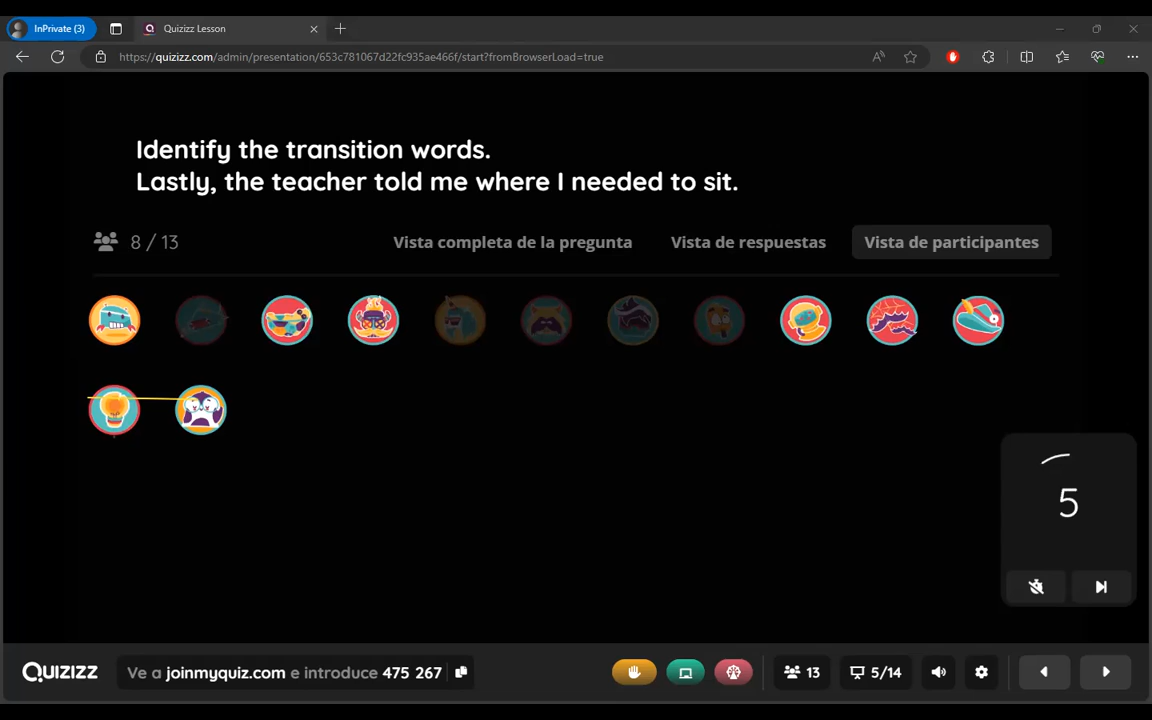 InPrivate (3)
Quizizz Lesson
https://quizizz.com/admin/presentation/653c781067d22fc935ae466f/start?fromBrowserLoad=true
Identify the transition words.
Lastly, the teacher told me where I needed to sit.
8 / 13
Vista completa de la pregunta
Vista de respuestas
Vista de participantes
5
QUIZIZZ
Ve a joinmyquiz.com e introduce 475 267
13
5/14